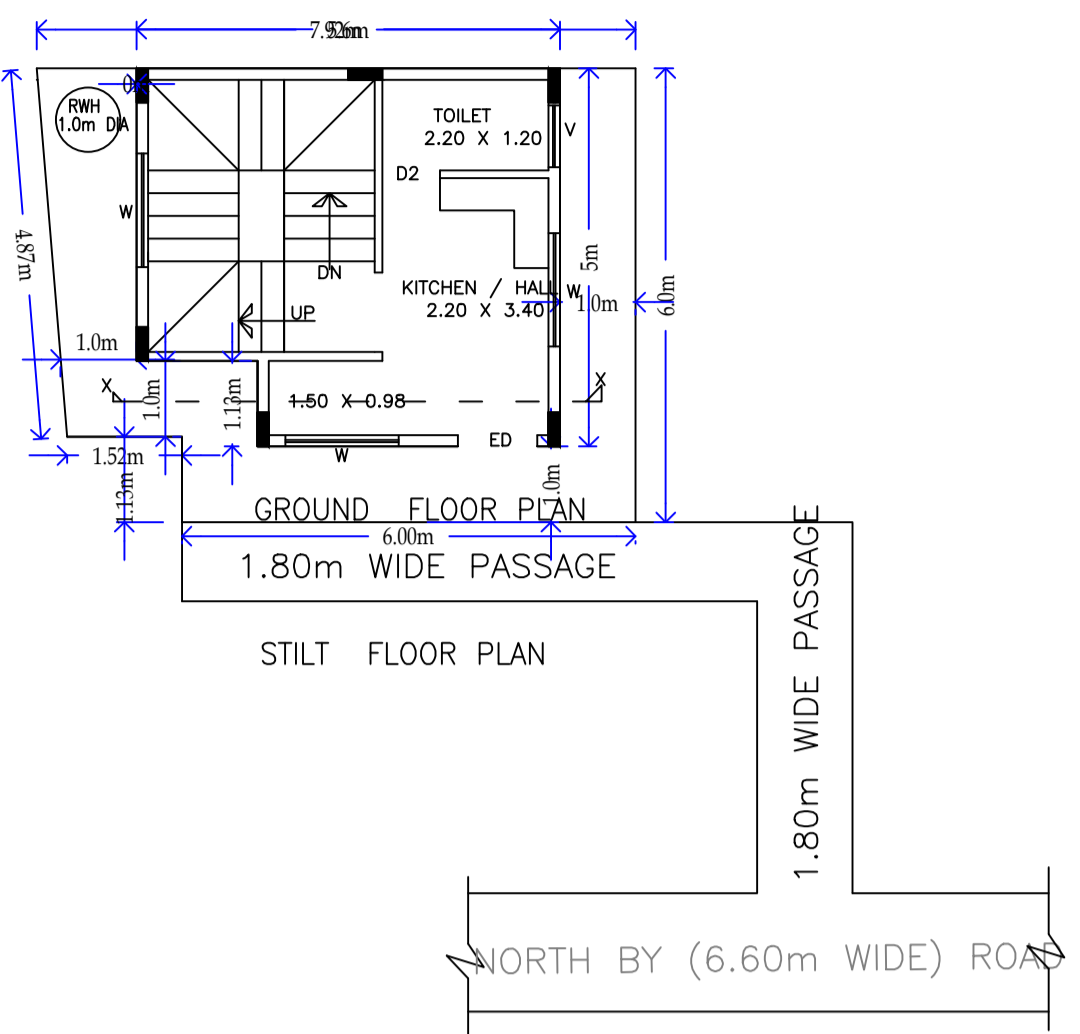 7.92m
5.6m
0
RWH
1.0m DIA
TOILET
2.20 X 1.20
V
D2
W
4.87m
5m
DN
KITCHEN / HALL
2.20 X 3.40
W
1.0m
6.0m
UP
1.0m
X
X
1.0m
1.13m
1.50 X 0.98
ED
1.52m
W
1.13m
1.0m
GROUND FLOOR PLAN
6.00m
1.80m WIDE PASSAGE
1.80m WIDE PASSAGE
STILT FLOOR PLAN
NORTH BY (6.60m WIDE) ROAD